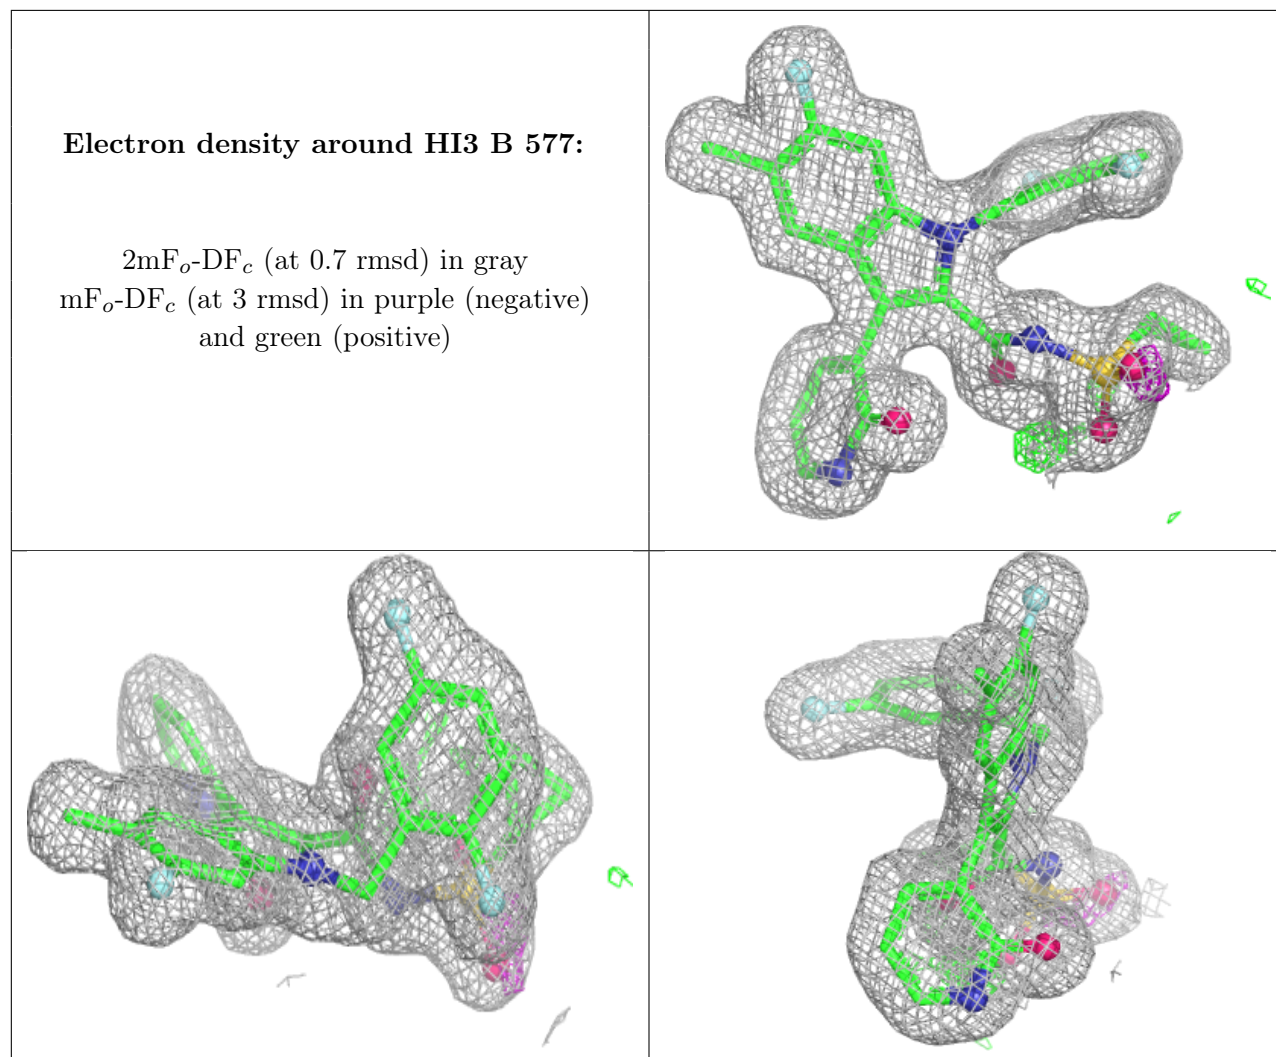 Electron density around HI3 B 577:
2mFₒ-DF𝒸 (at 0.7 rmsd) in gray
mFₒ-DF𝒸 (at 3 rmsd) in purple (negative)
and green (positive)